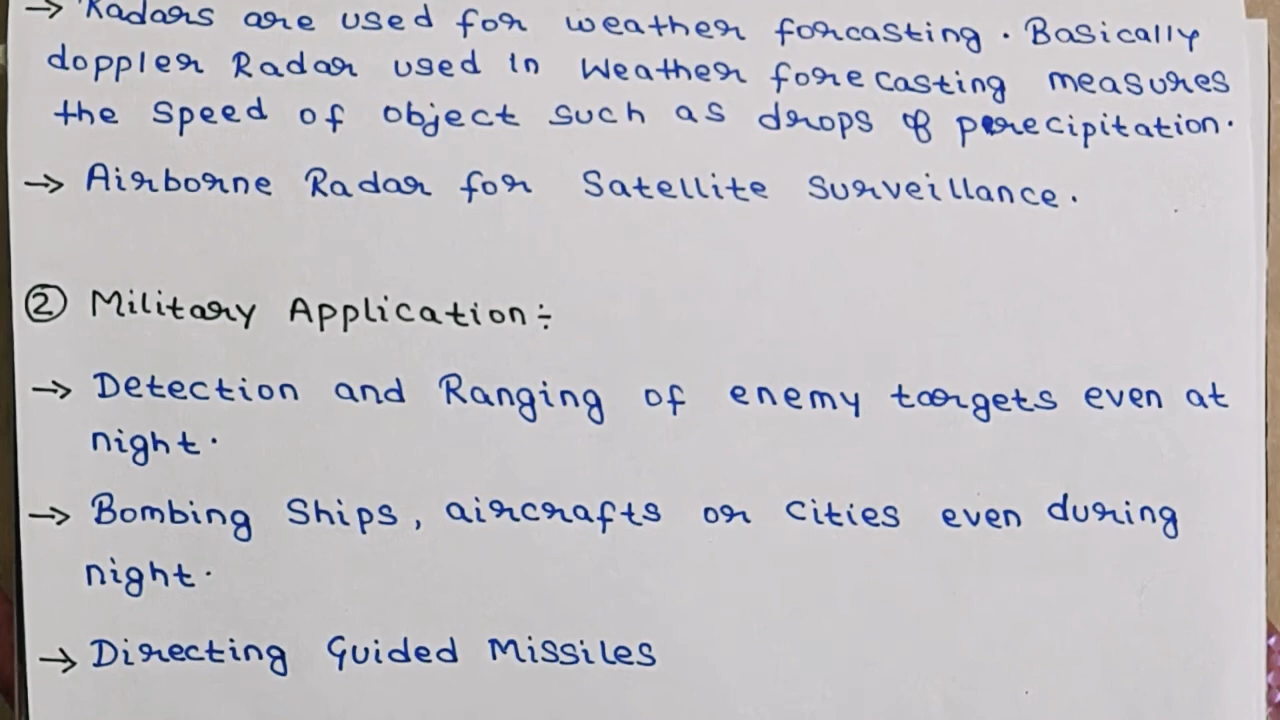 → Radars are used for weather forcasting. Basically
doppler Radar used in Weather forecasting measures
the speed of object such as drops of precipitation.
→ Airborne Radar for Satellite Surveillance.
② Military Application ÷
→ Detection and Ranging of enemy targets even at
night.
→ Bombing Ships, aircrafts or cities even during
night.
→ Directing Guided Missiles